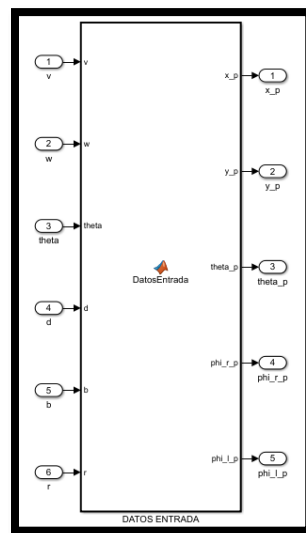 1
v
v
x_p
1
x_p
2
w
w
y_p
2
y_p
3
theta
theta
DatosEntrada
theta_p
3
theta_p
4
d
d
phi_r_p
4
phi_r_p
5
b
b
phi_l_p
5
phi_l_p
6
r
r
DATOS ENTRADA